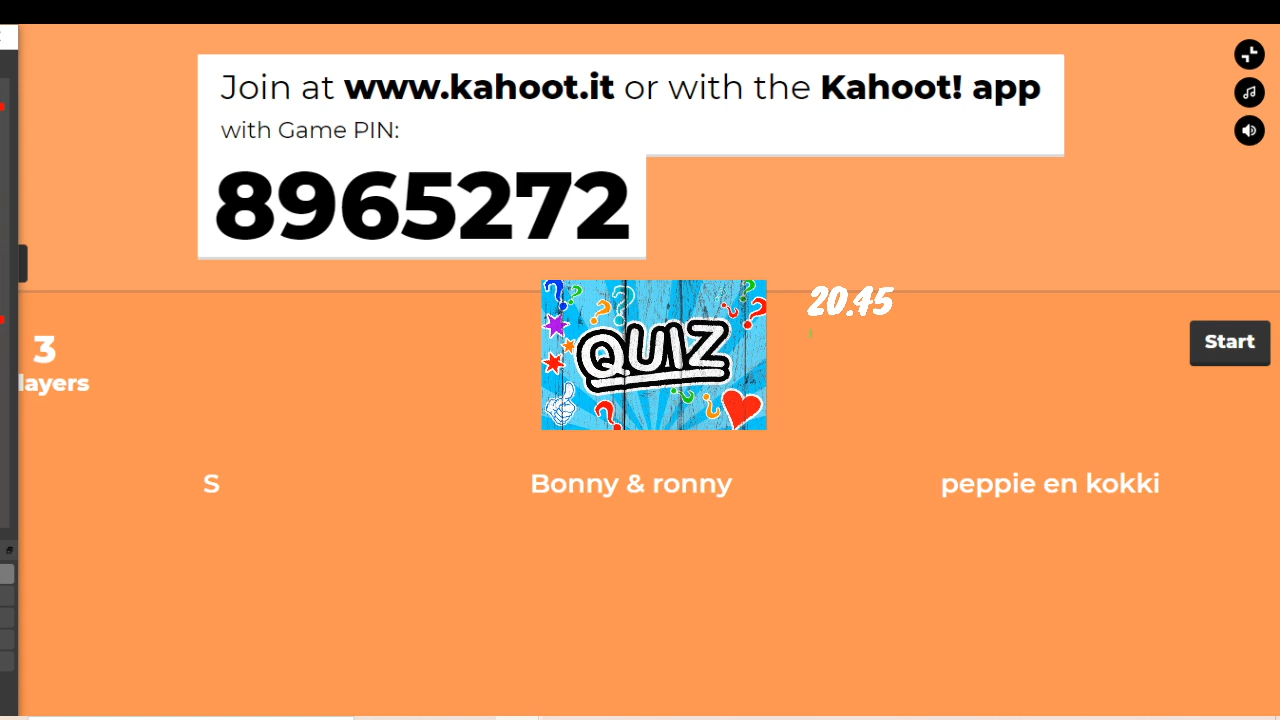 Join at www.kahoot.it or with the Kahoot! app
with Game PIN:
8965272
QUIZ
20.45
3
layers
Start
S
Bonny & ronny
peppie en kokki